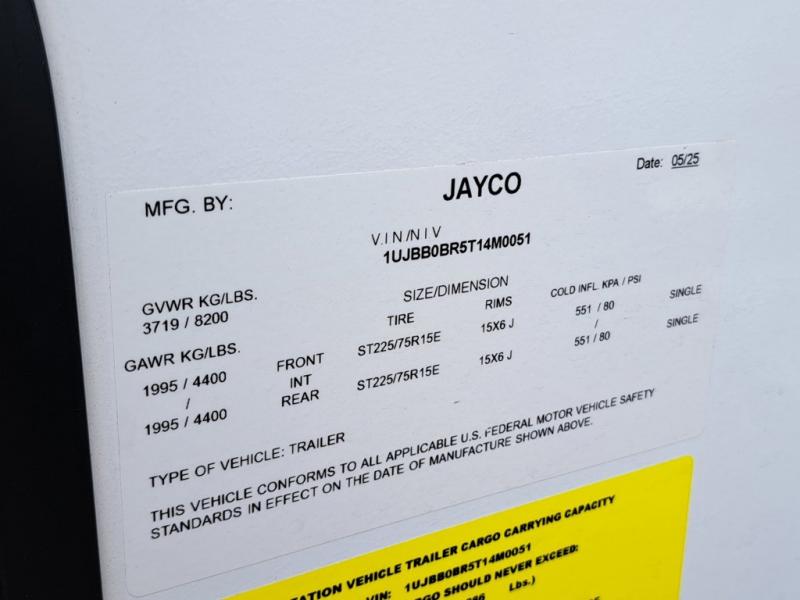 Date: 05/25
MFG. BY: JAYCO
V.I.N/N I V
1UJBB0BR5T14M0051
GVWR KG/LBS. SIZE/DIMENSION
3719 / 8200 TIRE RIMS COLD INFL. KPA / PSI
GAWR KG/LBS.
1995 / 4400 FRONT ST225/75R15E 15X6 J 551 / 80 SINGLE
/ INT /
1995 / 4400 REAR ST225/75R15E 15X6 J 551 / 80 SINGLE
TYPE OF VEHICLE: TRAILER
THIS VEHICLE CONFORMS TO ALL APPLICABLE U.S. FEDERAL MOTOR VEHICLE SAFETY
STANDARDS IN EFFECT ON THE DATE OF MANUFACTURE SHOWN ABOVE.
VEHICLE TRAILER CARGO CARRYING CAPACITY
VIN: 1UJBB0BR5T14M0051
SHOULD NEVER EXCEED:
Lbs.)